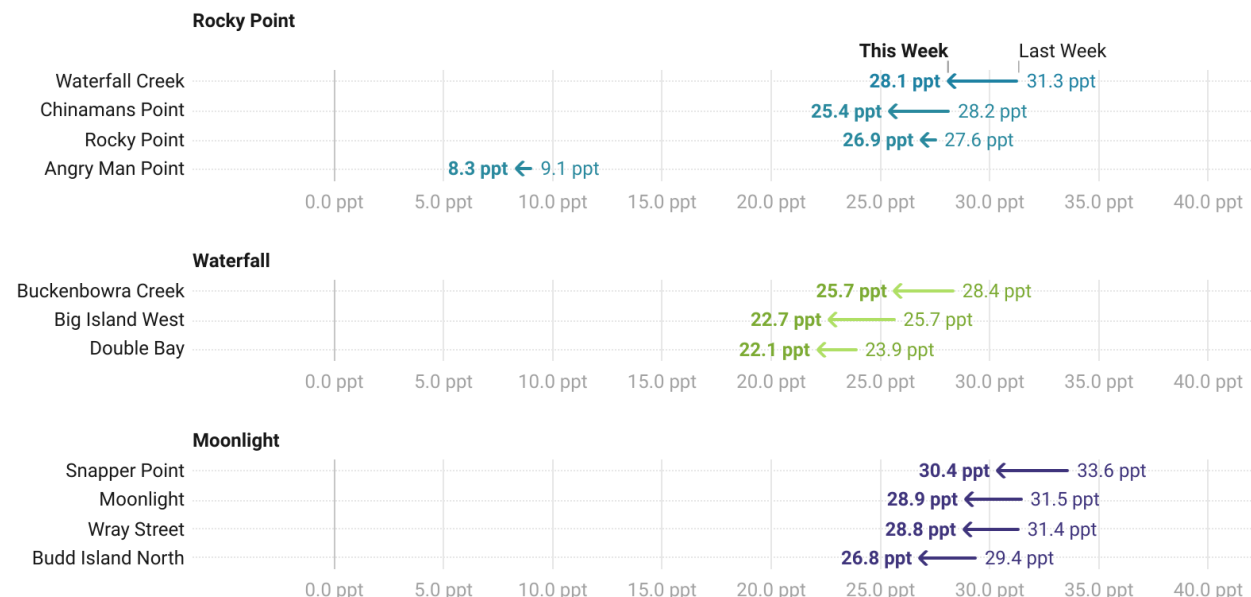 Rocky Point
This Week Last Week
Waterfall Creek 28.1 ppt 31.3 ppt
Chinamans Point 25.4 ppt 28.2 ppt
Rocky Point 26.9 ppt 27.6 ppt
Angry Man Point 8.3 ppt 9.1 ppt
0.0 ppt 5.0 ppt 10.0 ppt 15.0 ppt 20.0 ppt 25.0 ppt 30.0 ppt 35.0 ppt 40.0 ppt
Waterfall
Buckenbowra Creek 25.7 ppt 28.4 ppt
Big Island West 22.7 ppt 25.7 ppt
Double Bay 22.1 ppt 23.9 ppt
0.0 ppt 5.0 ppt 10.0 ppt 15.0 ppt 20.0 ppt 25.0 ppt 30.0 ppt 35.0 ppt 40.0 ppt
Moonlight
Snapper Point 30.4 ppt 33.6 ppt
Moonlight 28.9 ppt 31.5 ppt
Wray Street 28.8 ppt 31.4 ppt
Budd Island North 26.8 ppt 29.4 ppt
0.0 ppt 5.0 ppt 10.0 ppt 15.0 ppt 20.0 ppt 25.0 ppt 30.0 ppt 35.0 ppt 40.0 ppt